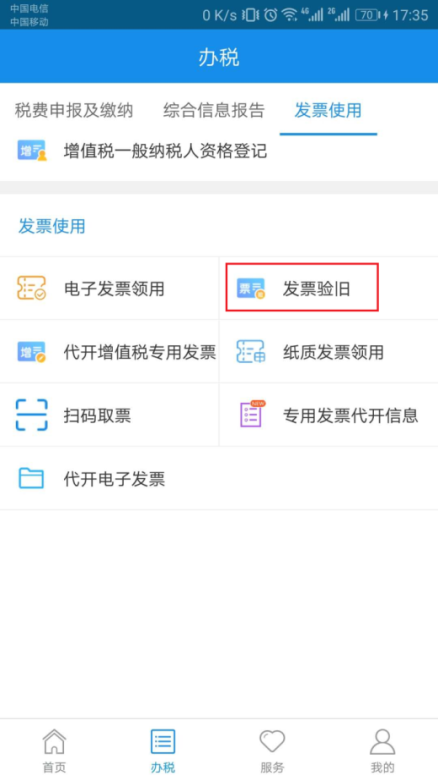 中国电信
中国移动
0 K/s 4G 2G 70 17:35
办税
税费申报及缴纳 综合信息报告 发票使用
增 增值税一般纳税人资格登记
发票使用
电子发票领用 票 发票验旧
增 代开增值税专用发票 申 纸质发票领用
扫码取票 NEW 专用发票代开信息
代开电子发票
首页 办税 服务 我的